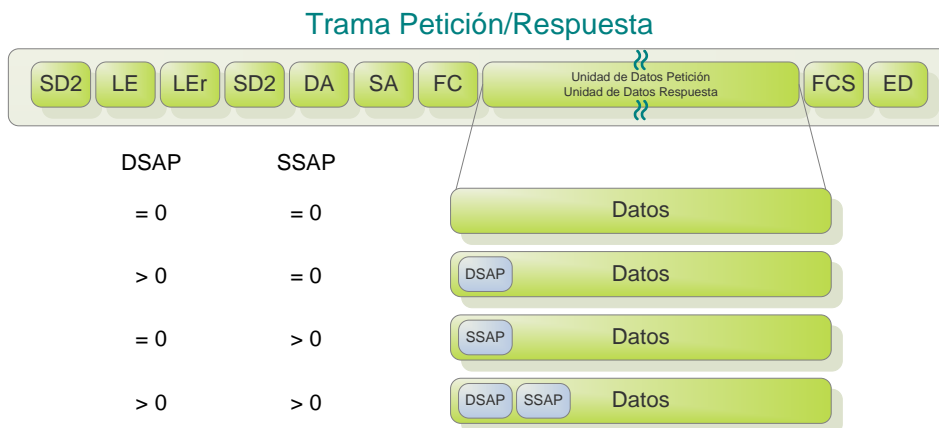 Trama Petición/Respuesta
SD2 LE LEr SD2 DA SA FC Unidad de Datos Petición FCS ED
Unidad de Datos Respuesta
DSAP SSAP
= 0 = 0 Datos
> 0 = 0 DSAP Datos
= 0 > 0 SSAP Datos
> 0 > 0 DSAP SSAP Datos